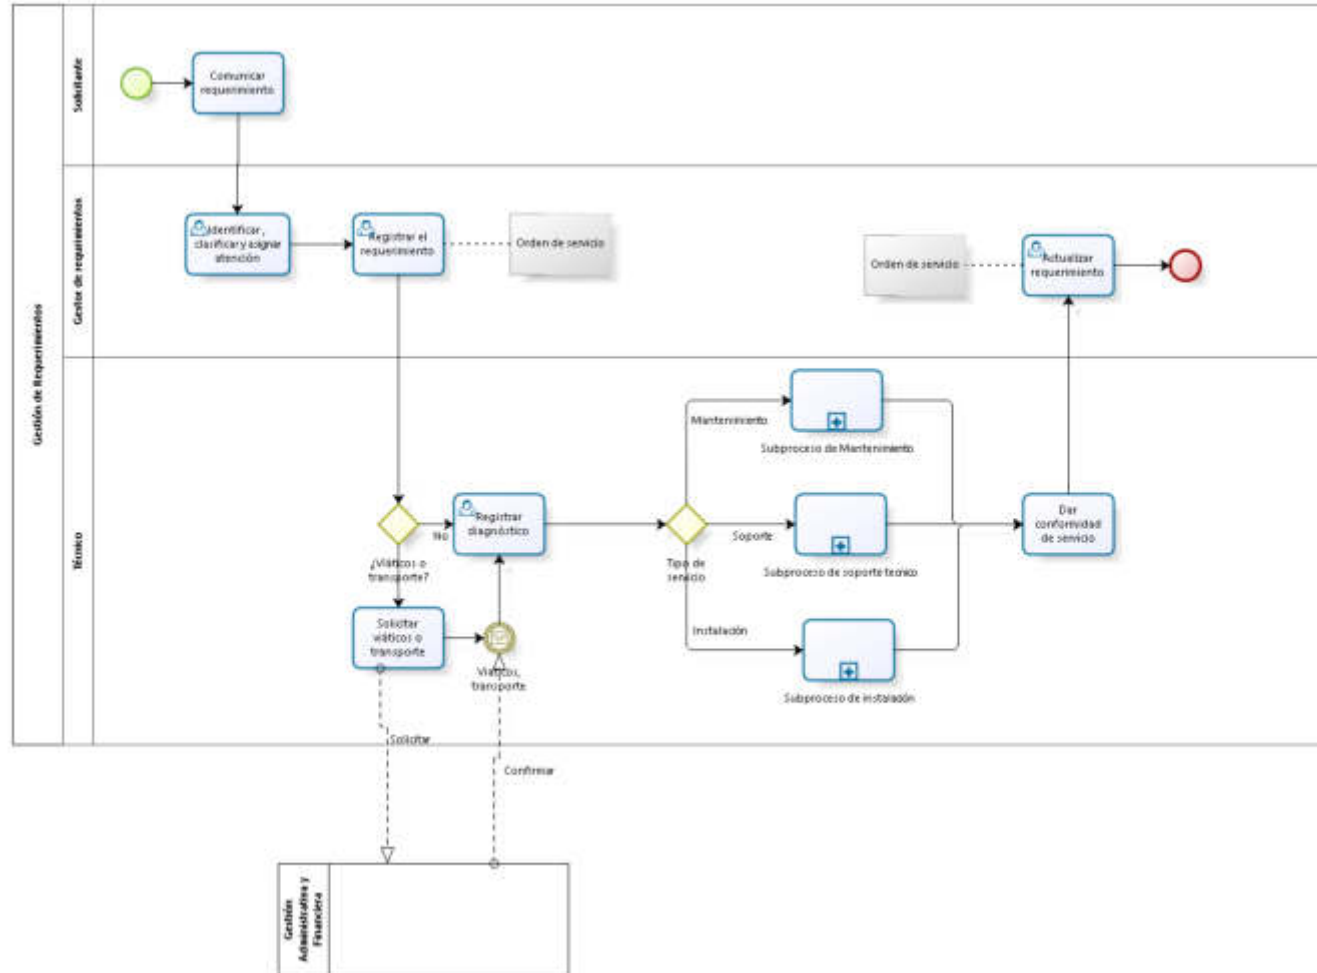 Gestión de Requerimientos
Solicitante
Comunicar
requerimiento
Gestor de requerimientos
Identificar,
clasificar y asignar
atención
Registrar el
requerimiento
Orden de servicio
Orden de servicio
Actualizar
requerimiento
Técnico
Mantenimiento
Subproceso de Mantenimiento
No
Registrar
diagnóstico
¿Viáticos o
transporte?
Tipo de
servicio
Soporte
Subproceso de soporte tecnico
Dar
conformidad
de servicio
Solicitar
viáticos o
transporte
Viáticos,
transporte
Instalación
Subproceso de instalación
Solicitar
Confirmar
Gestión
Administrativa y
Financiera